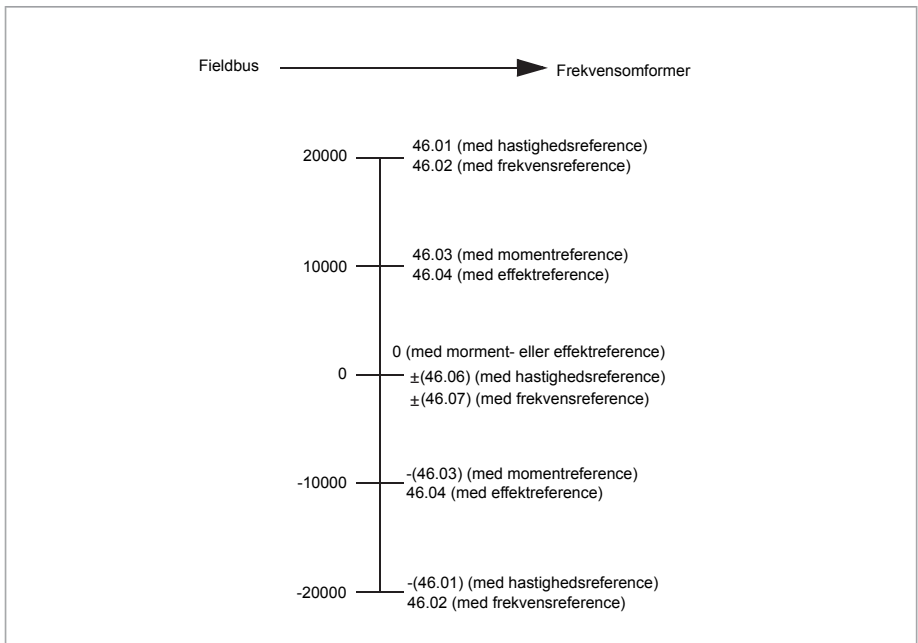 Fieldbus
Frekvensomformer
20000
46.01 (med hastighedsreference)
46.02 (med frekvensreference)
10000
46.03 (med momentreference)
46.04 (med effektreference)
0 (med morment- eller effektreference)
0
±(46.06) (med hastighedsreference)
±(46.07) (med frekvensreference)
-10000
-(46.03) (med momentreference)
46.04 (med effektreference)
-20000
-(46.01) (med hastighedsreference)
46.02 (med frekvensreference)